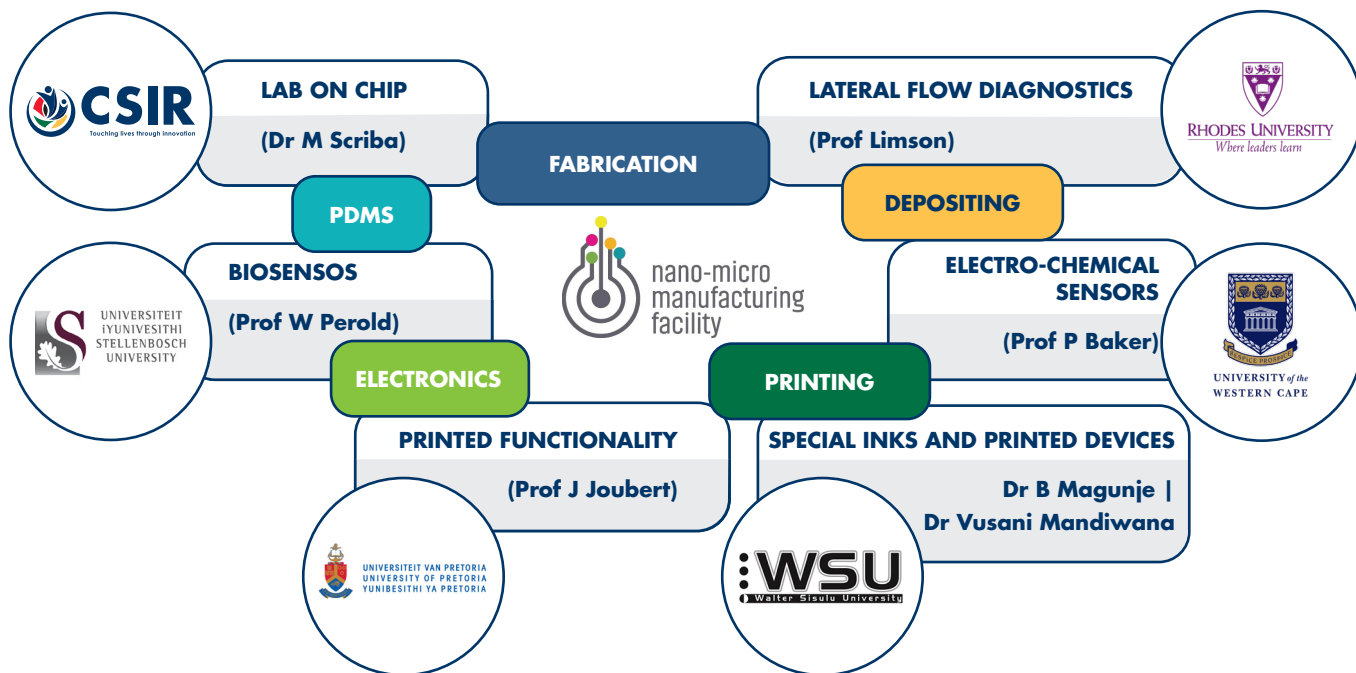 CSIR
Touching lives through innovation
LAB ON CHIP
(Dr M Scriba)
FABRICATION
LATERAL FLOW DIAGNOSTICS
(Prof Limson)
RHODES UNIVERSITY
Where leaders learn
PDMS
DEPOSITING
UNIVERSITEIT
iYUNIVESITHI
STELLENBOSCH
UNIVERSITY
BIOSENSOS
(Prof W Perold)
nano-micro
manufacturing
facility
ELECTRO-CHEMICAL
SENSORS
(Prof P Baker)
RESPICE PROSPICE
UNIVERSITY of the
WESTERN CAPE
ELECTRONICS
PRINTING
PRINTED FUNCTIONALITY
(Prof J Joubert)
UNIVERSITEIT VAN PRETORIA
UNIVERSITY OF PRETORIA
YUNIBESITHI YA PRETORIA
SPECIAL INKS AND PRINTED DEVICES
Dr B Magunje |
Dr Vusani Mandiwana
WSU
Walter Sisulu University